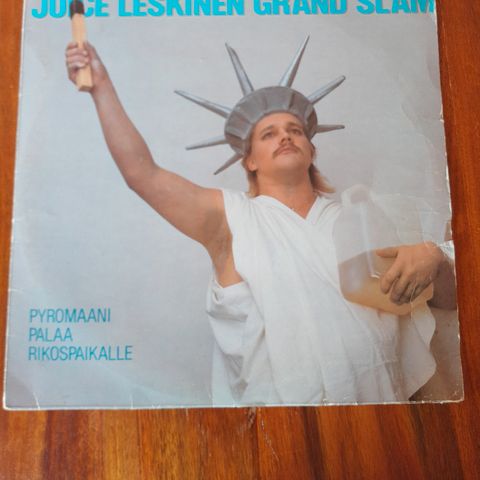 JUICE LESKINEN GRAND SLAM
PYROMAANI
PALAA
RIKOSPAIKALLE